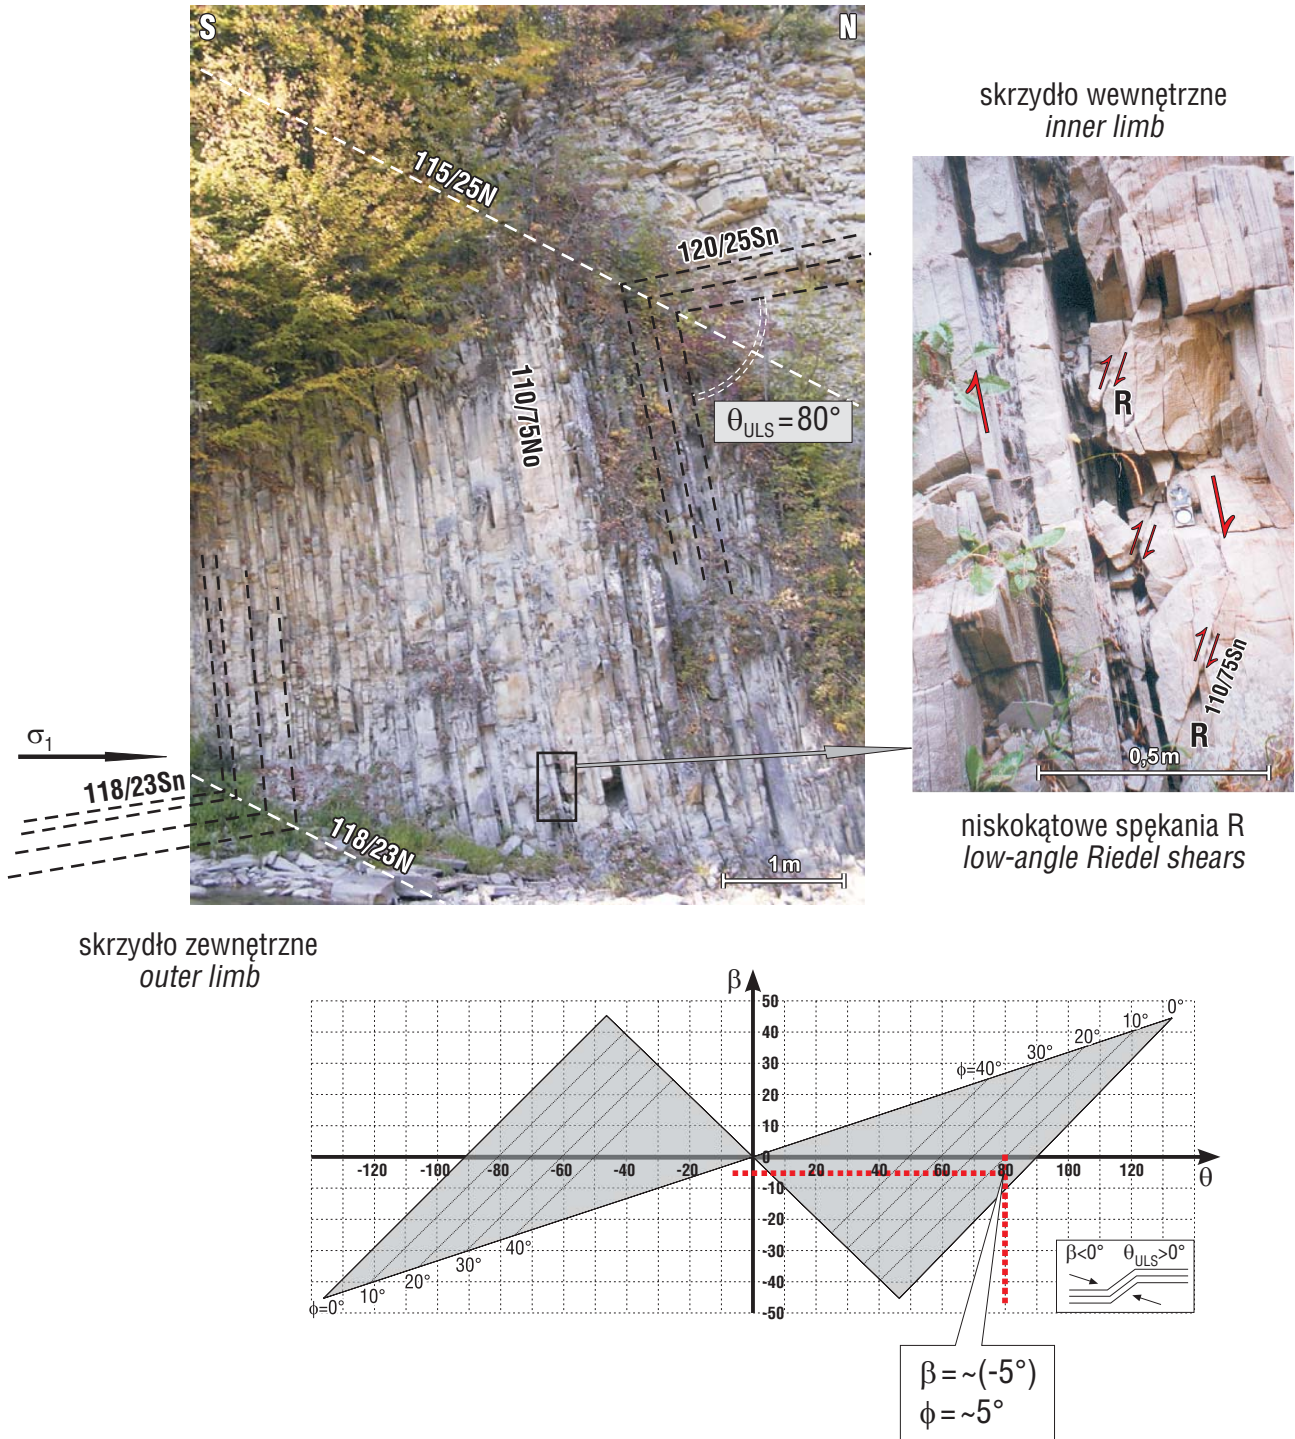 S
N
skrzydło wewnętrzne
inner limb
115/25N
120/25Sn
110/75No
θULS = 80°
R
σ1
118/23Sn
118/23N
110/75Sn
R
0,5m
1m
niskokątowe spękania R
low-angle Riedel shears
skrzydło zewnętrzne
outer limb
β
50
40
30
20
10
0
-10
-20
-30
-40
-50
-120
-100
-80
-60
-40
-20
20
40
60
80
100
120
θ
ϕ=40°
30°
20°
10°
0°
40°
30°
20°
10°
ϕ=0°
β<0° θULS>0°
β = ~(-5°)
ϕ = ~5°